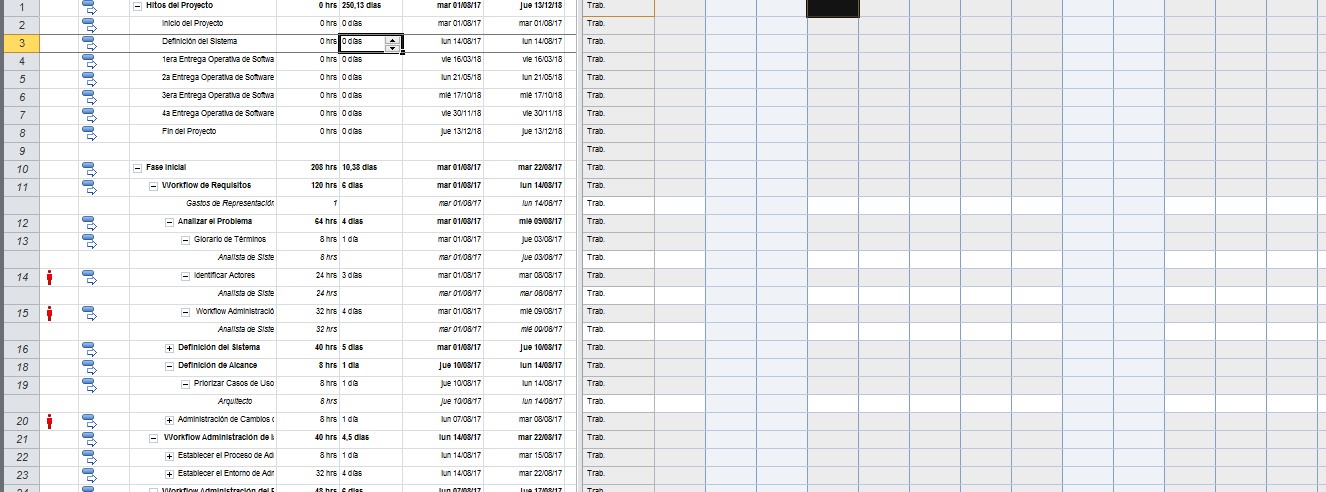 1 Hitos del Proyecto 0 hrs 250,13 días mar 01/08/17 jue 13/12/18 Trab.
2 Inicio del Proyecto 0 hrs 0 días mar 01/08/17 mar 01/08/17 Trab.
3 Definición del Sistema 0 hrs 0 días lun 14/08/17 lun 14/08/17 Trab.
4 1era Entrega Operativa de Softwa 0 hrs 0 días vie 16/03/18 vie 16/03/18 Trab.
5 2a Entrega Operativa de Software 0 hrs 0 días lun 21/05/18 lun 21/05/18 Trab.
6 3era Entrega Operativa de Softwa 0 hrs 0 días mié 17/10/18 mié 17/10/18 Trab.
7 4a Entrega Operativa de Software 0 hrs 0 días vie 30/11/18 vie 30/11/18 Trab.
8 Fin del Proyecto 0 hrs 0 días jue 13/12/18 jue 13/12/18 Trab.
9 Trab.
10 Fase Inicial 208 hrs 10,38 días mar 01/08/17 mar 22/08/17 Trab.
11 Workflow de Requisitos 120 hrs 6 días mar 01/08/17 lun 14/08/17 Trab.
Gastos de Representación 1 mar 01/08/17 lun 14/08/17 Trab.
12 Analizar el Problema 64 hrs 4 días mar 01/08/17 mié 09/08/17 Trab.
13 Glorario de Términos 8 hrs 1 día mar 01/08/17 jue 03/08/17 Trab.
Analista de Siste 8 hrs mar 01/08/17 jue 03/08/17 Trab.
14 Identificar Actores 24 hrs 3 días mar 01/08/17 mar 08/08/17 Trab.
Analista de Siste 24 hrs mar 01/08/17 mar 08/08/17 Trab.
15 Workflow Administració 32 hrs 4 días mar 01/08/17 mié 09/08/17 Trab.
Analista de Siste 32 hrs mar 01/08/17 mié 09/08/17 Trab.
16 Definición del Sistema 40 hrs 5 días mar 01/08/17 jue 10/08/17 Trab.
18 Definición de Alcance 8 hrs 1 día jue 10/08/17 lun 14/08/17 Trab.
19 Priorizar Casos de Uso 8 hrs 1 día jue 10/08/17 lun 14/08/17 Trab.
Arquitecto 8 hrs jue 10/08/17 lun 14/08/17 Trab.
20 Administración de Cambios 8 hrs 1 día lun 07/08/17 mar 08/08/17 Trab.
21 Workflow Administración de 40 hrs 4,5 días lun 14/08/17 mar 22/08/17 Trab.
22 Establecer el Proceso de Ad 8 hrs 1 día lun 14/08/17 mar 15/08/17 Trab.
23 Establecer el Entorno de Adr 32 hrs 4 días lun 14/08/17 mar 22/08/17 Trab.
24 Workflow Administración del 48 hrs 6 días lun 07/08/17 jue 17/08/17 Trab.